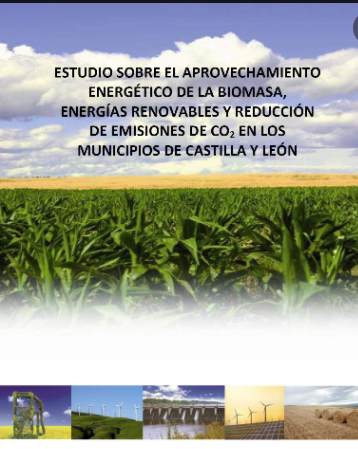 ESTUDIO SOBRE EL APROVECHAMIENTO
ENERGÉTICO DE LA BIOMASA,
ENERGÍAS RENOVABLES Y REDUCCIÓN
DE EMISIONES DE CO₂ EN LOS
MUNICIPIOS DE CASTILLA Y LEÓN